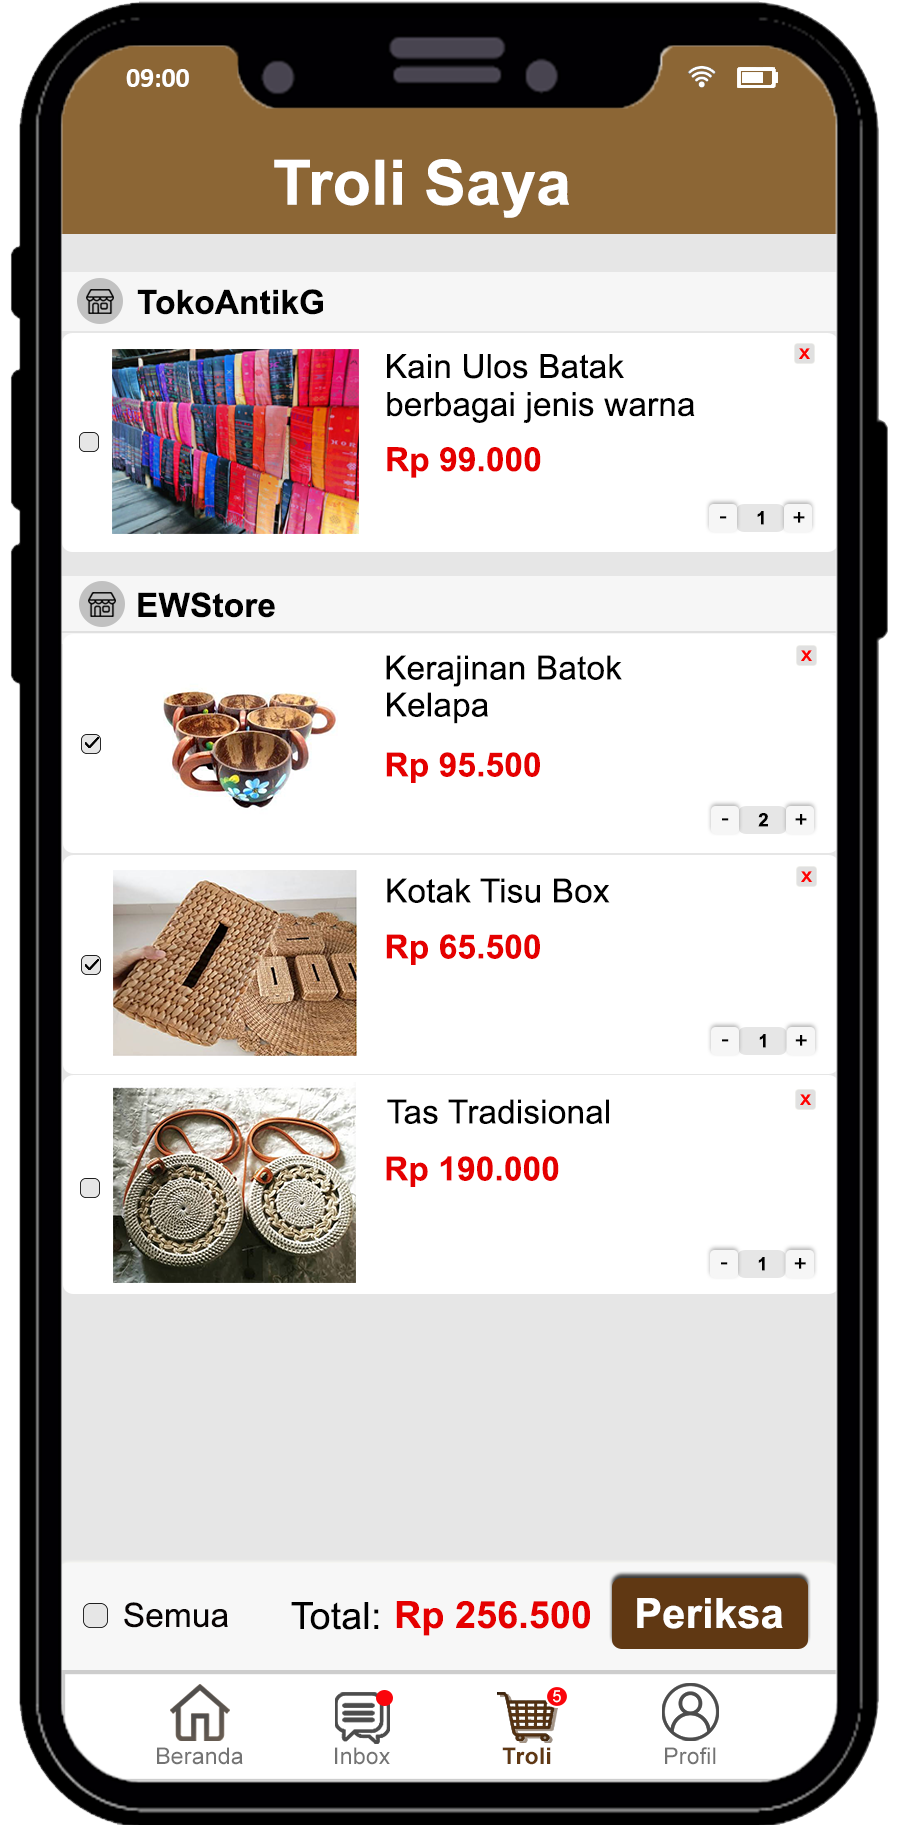 09:00
Troli Saya
TokoAntikG
Kain Ulos Batak
berbagai jenis warna
x
Rp 99.000
- 1 +
EWStore
Kerajinan Batok
Kelapa
x
Rp 95.500
- 2 +
Kotak Tisu Box
x
Rp 65.500
- 1 +
Tas Tradisional
x
Rp 190.000
- 1 +
Semua
Total: Rp 256.500
Periksa
5
Beranda
Inbox
Troli
Profil